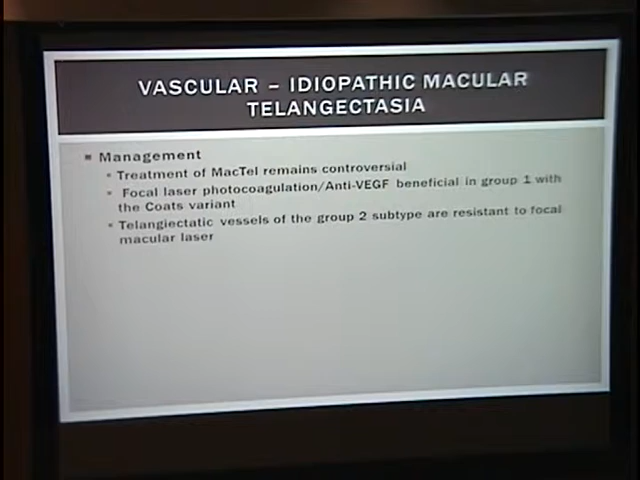 VASCULAR – IDIOPATHIC MACULAR
TELANGECTASIA
▪ Management
▪ Treatment of MacTel remains controversial
▪ Focal laser photocoagulation/Anti-VEGF beneficial in group 1 with
the Coats variant
▪ Telangiectatic vessels of the group 2 subtype are resistant to focal
macular laser